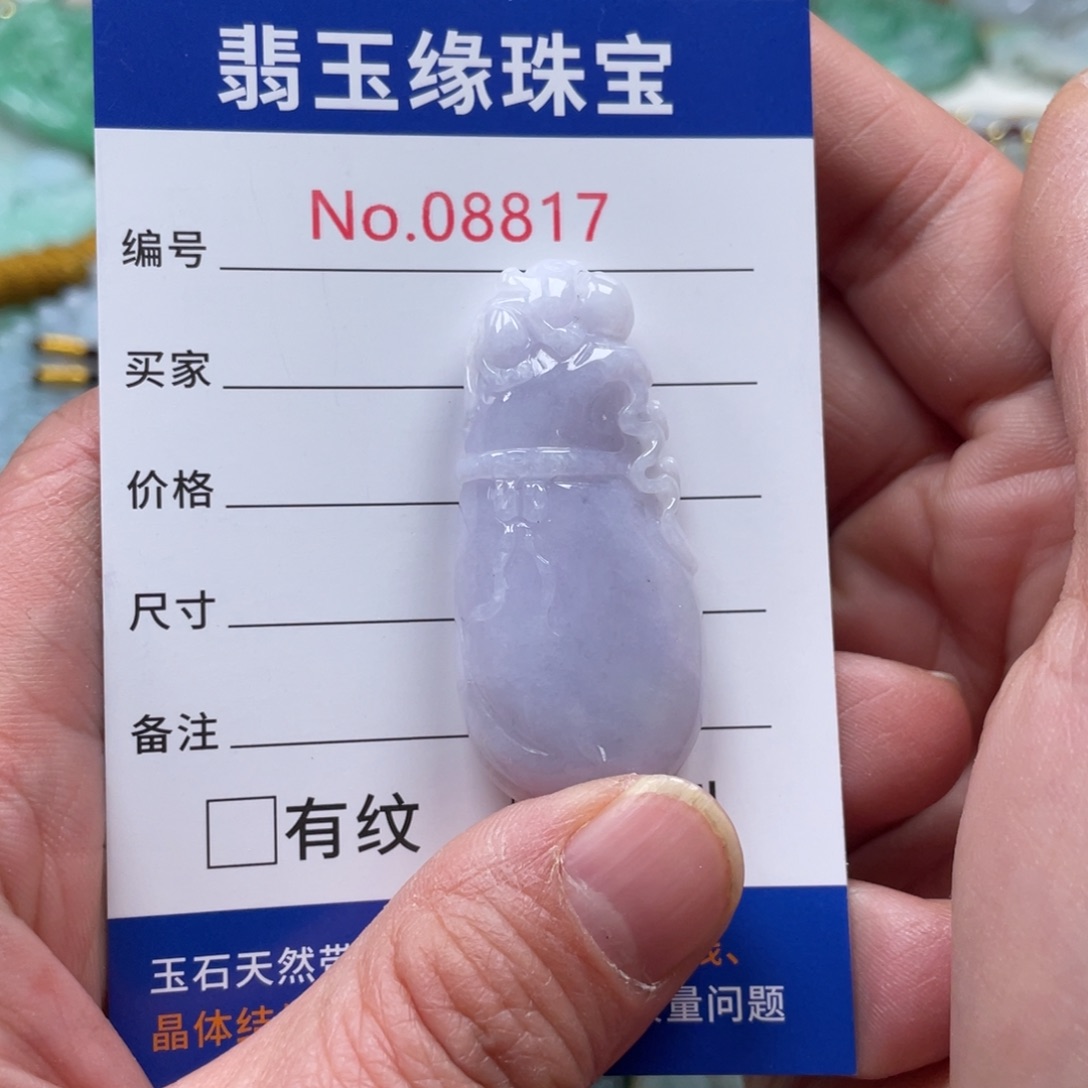 翡玉缘珠宝
No.08817
编号
买家
价格
尺寸
备注
有纹
玉石天然带
晶体结
量问题